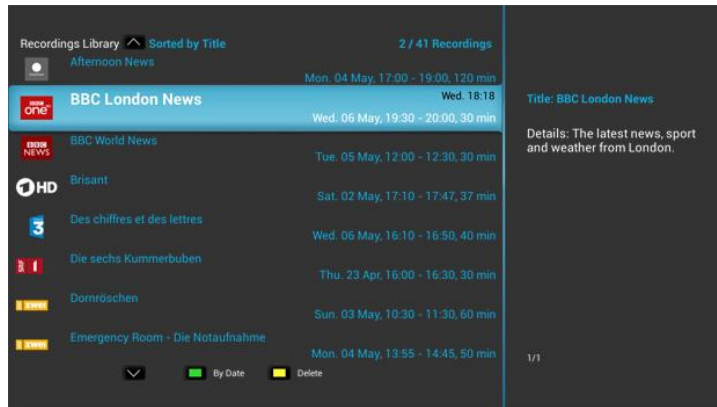 Recordings Library Sorted by Title 2 / 41 Recordings
Afternoon News
Mon. 04 May, 17:00 - 19:00, 120 min
BBC one BBC London News Wed. 18:18
Wed. 06 May, 19:30 - 20:00, 30 min
BBC NEWS BBC World News
Tue. 05 May, 12:00 - 12:30, 30 min
1 HD Brisant
Sat. 02 May, 17:10 - 17:47, 37 min
3 Des chiffres et des lettres
Wed. 06 May, 16:10 - 16:50, 40 min
SRF 1 Die sechs Kummerbuben
Thu. 23 Apr, 16:00 - 16:30, 30 min
zwei Dornröschen
Sun. 03 May, 10:30 - 11:30, 60 min
zwei Emergency Room - Die Notaufnahme
Mon. 04 May, 13:55 - 14:45, 50 min
By Date Delete
Title: BBC London News
Details: The latest news, sport
and weather from London.
1/1